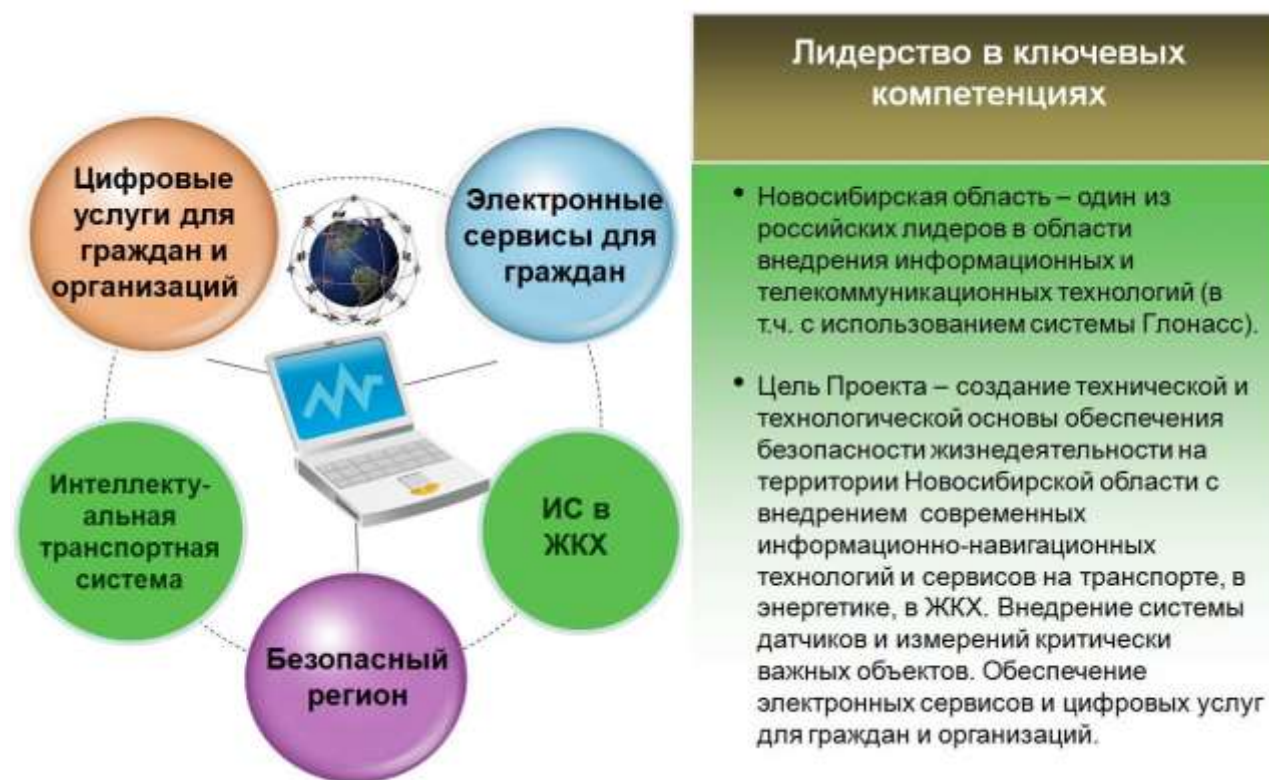 Цифровые
услуги для
граждан и
организаций
Электронные
сервисы для
граждан
Интеллекту-
альная
транспортная
система
ИС в
ЖКХ
Безопасный
регион
Лидерство в ключевых
компетенциях
• Новосибирская область – один из
российских лидеров в области
внедрения информационных и
телекоммуникационных технологий (в
т.ч. с использованием системы Глонасс).
• Цель Проекта – создание технической и
технологической основы обеспечения
безопасности жизнедеятельности на
территории Новосибирской области с
внедрением современных
информационно-навигационных
технологий и сервисов на транспорте, в
энергетике, в ЖКХ. Внедрение системы
датчиков и измерений критически
важных объектов. Обеспечение
электронных сервисов и цифровых услуг
для граждан и организаций.